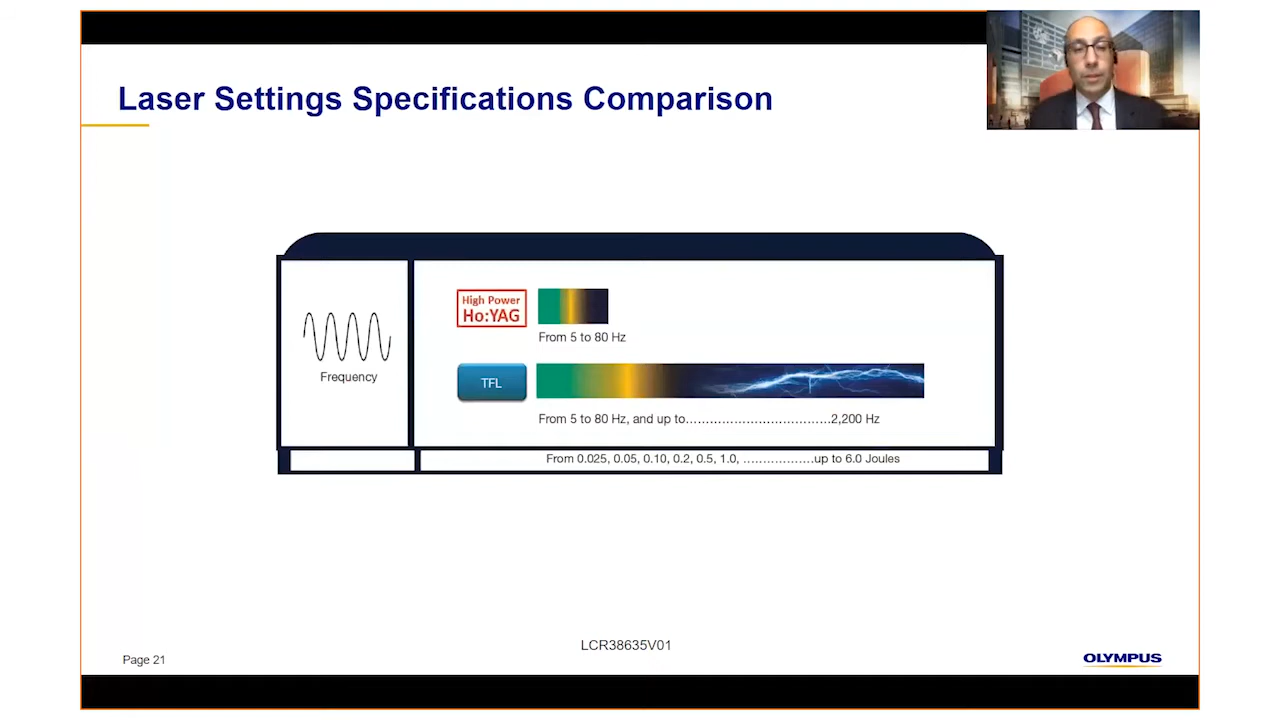 Laser Settings Specifications Comparison
High Power
Ho:YAG
From 5 to 80 Hz
Frequency
TFL
From 5 to 80 Hz, and up to....................................2,200 Hz
From 0.025, 0.05, 0.10, 0.2, 0.5, 1.0, ...................up to 6.0 Joules
LCR38635V01
Page 21
OLYMPUS